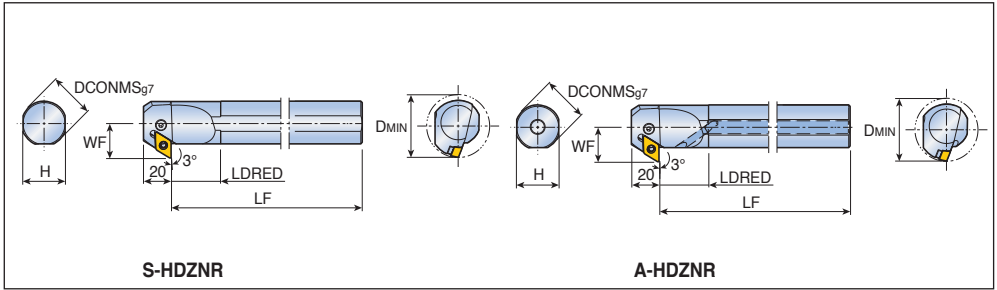 DCONMSg7
WF
H
20
3°
LDRED
LF
DMIN
S-HDZNR
DCONMSg7
WF
H
20
3°
LDRED
LF
DMIN
A-HDZNR